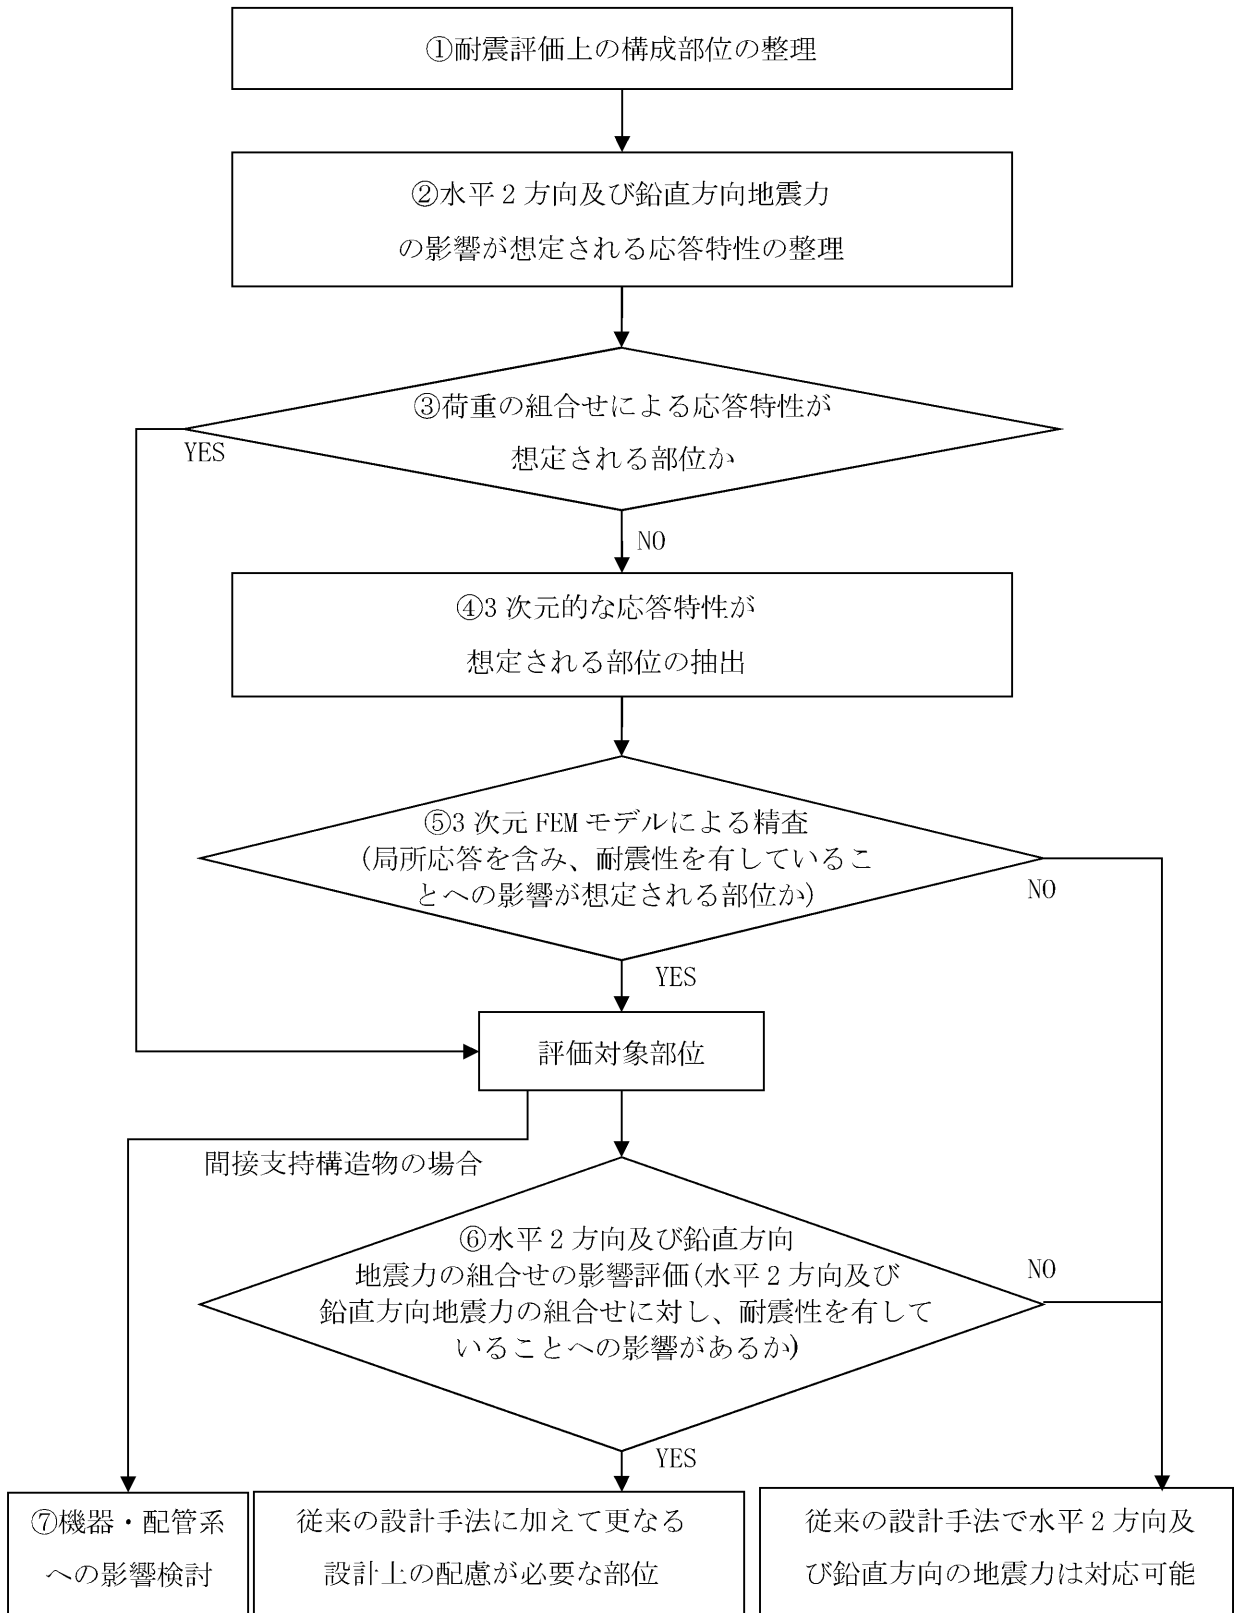 ①耐震評価上の構成部位の整理
②水平2方向及び鉛直方向地震力
の影響が想定される応答特性の整理
③荷重の組合せによる応答特性が
想定される部位か
YES
NO
④3次元的な応答特性が
想定される部位の抽出
⑤3次元FEMモデルによる精査
(局所応答を含み、耐震性を有しているこ
とへの影響が想定される部位か)
NO
YES
評価対象部位
間接支持構造物の場合
⑥水平2方向及び鉛直方向
地震力の組合せの影響評価(水平2方向及び
鉛直方向地震力の組合せに対し、耐震性を有して
いることへの影響があるか)
NO
YES
⑦機器・配管系
への影響検討
従来の設計手法に加えて更なる
設計上の配慮が必要な部位
従来の設計手法で水平2方向及
び鉛直方向の地震力は対応可能